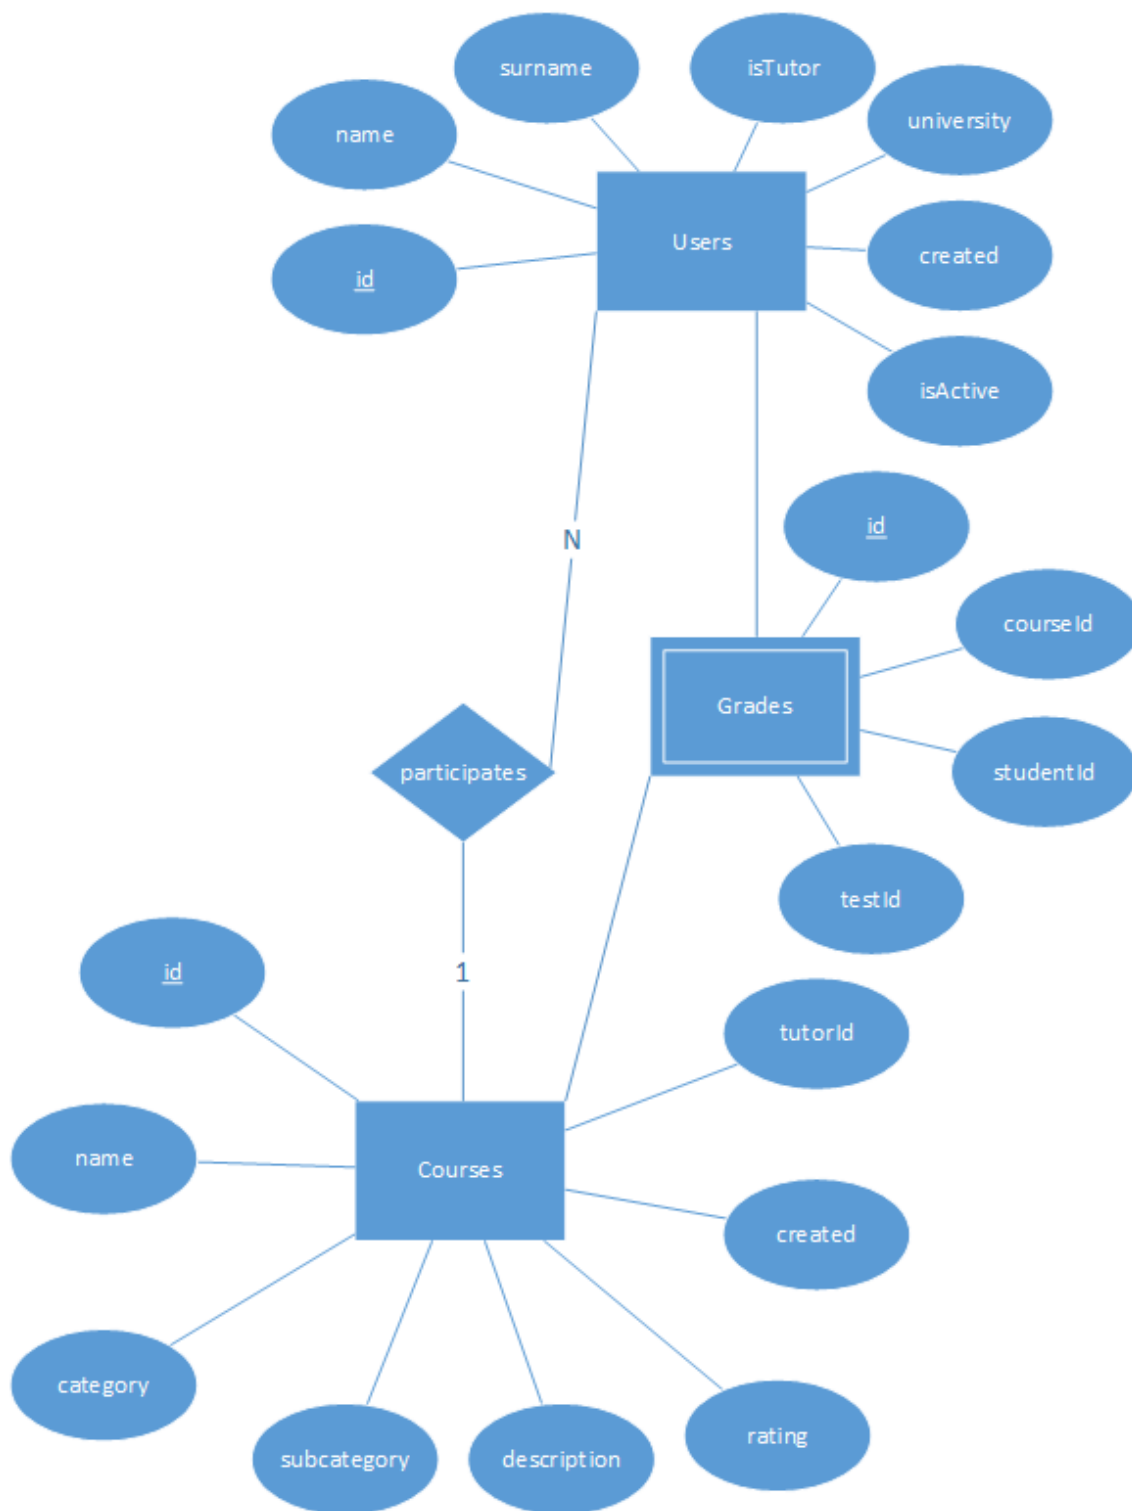 surname
isTutor
university
name
Users
created
id
isActive
id
N
courseId
Grades
studentId
participates
testId
id
1
tutorId
name
Courses
created
category
rating
subcategory
description